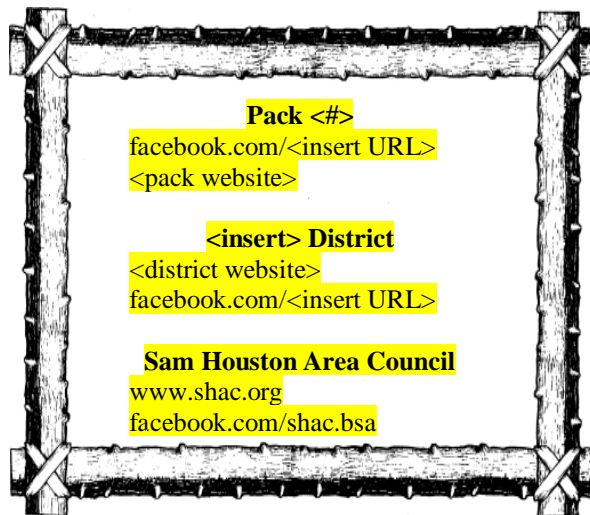 Pack <#>
facebook.com/<insert URL>
<pack website>
<insert> District
<district website>
facebook.com/<insert URL>
Sam Houston Area Council
www.shac.org
facebook.com/shac.bsa